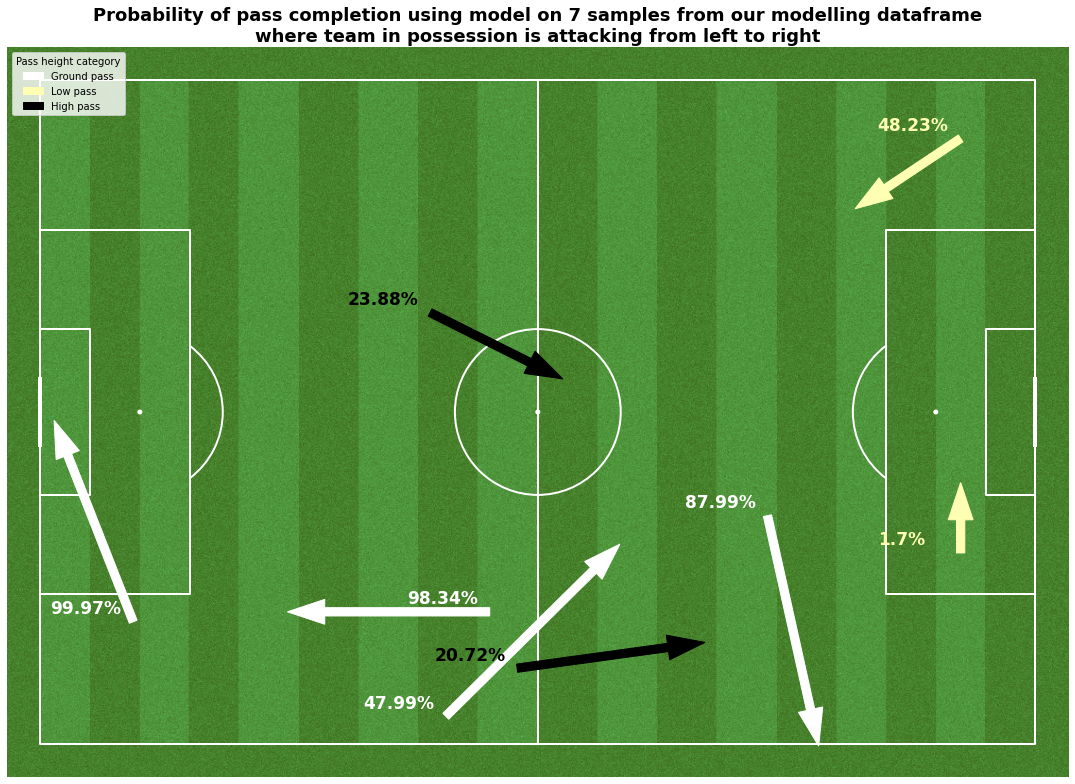 Probability of pass completion using model on 7 samples from our modelling dataframe
where team in possession is attacking from left to right
Pass height category
Ground pass
Low pass
High pass
48.23%
23.88%
87.99%
1.7%
98.34%
99.97%
20.72%
47.99%